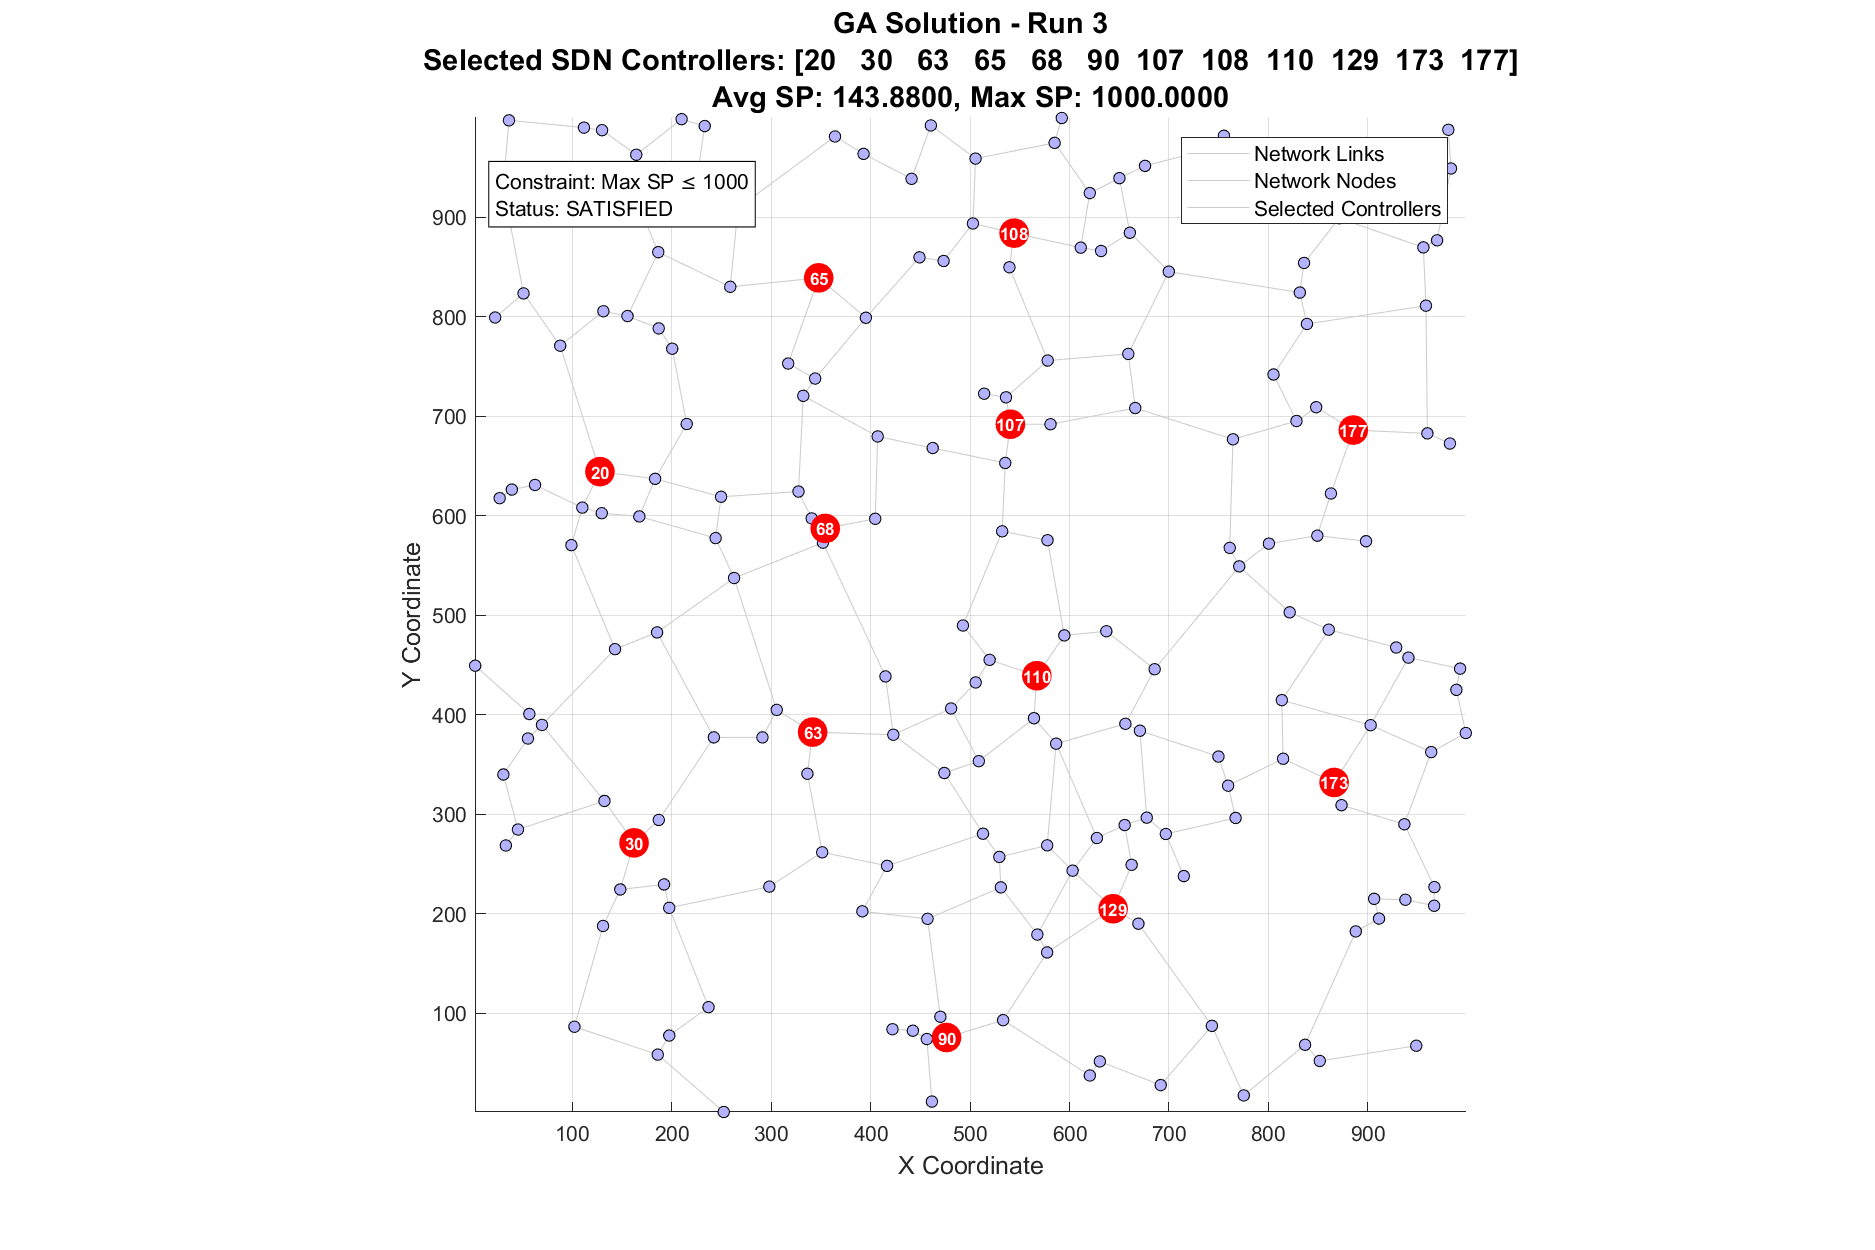 GA Solution - Run 3
Selected SDN Controllers: [20 30 63 65 68 90 107 108 110 129 173 177]
Avg SP: 143.8800, Max SP: 1000.0000
Constraint: Max SP ≤ 1000
Status: SATISFIED
Network Links
Network Nodes
Selected Controllers
900
800
700
600
500
400
300
200
100
Y Coordinate
108
65
107
177
20
68
110
63
173
30
129
90
100 200 300 400 500 600 700 800 900
X Coordinate